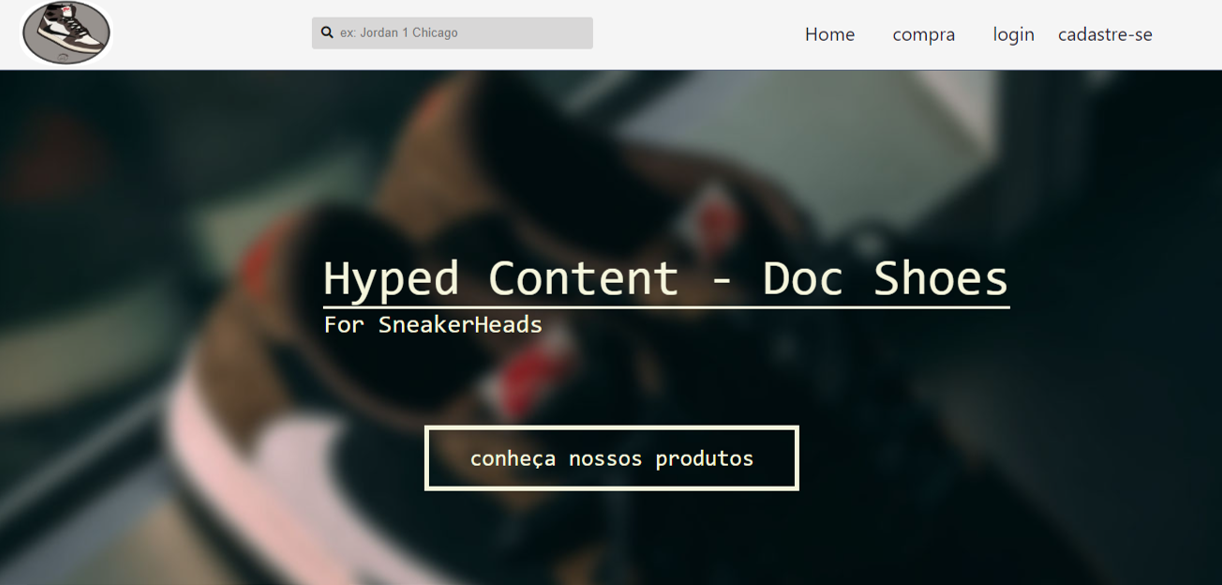 ex: Jordan 1 Chicago
Home compra login cadastre-se
Hyped Content - Doc Shoes
For SneakerHeads
conheça nossos produtos